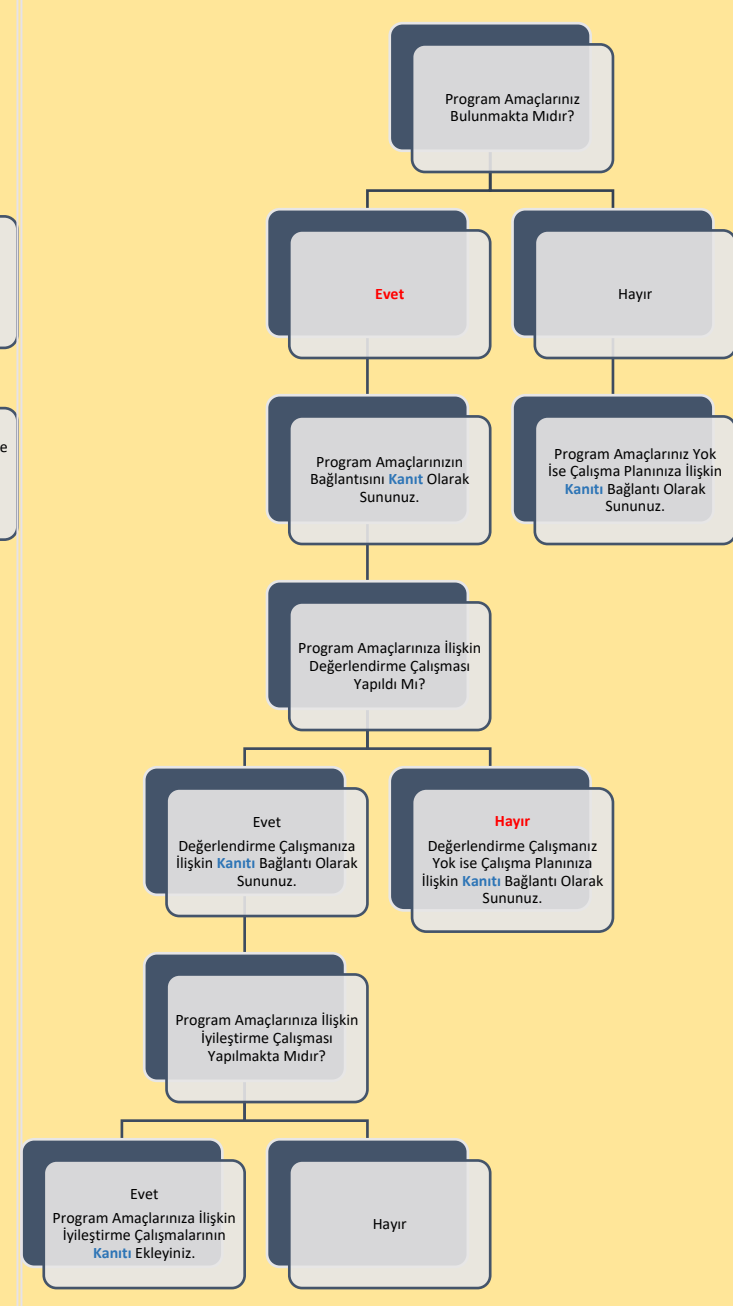 Program Amaçlarınız
Bulunmakta Mıdır?
Evet
Hayır
e
Program Amaçlarınızın
Bağlantısını Kanıt Olarak
Sununuz.
Program Amaçlarınız Yok
İse Çalışma Planınıza İlişkin
Kanıtı Bağlantı Olarak
Sununuz.
Program Amaçlarınıza İlişkin
Değerlendirme Çalışması
Yapıldı Mı?
Evet
Değerlendirme Çalışmanıza
İlişkin Kanıtı Bağlantı Olarak
Sununuz.
Hayır
Değerlendirme Çalışmanız
Yok ise Çalışma Planınıza
İlişkin Kanıtı Bağlantı Olarak
Sununuz.
Program Amaçlarınıza İlişkin
İyileştirme Çalışması
Yapılmakta Mıdır?
Evet
Program Amaçlarınıza İlişkin
İyileştirme Çalışmalarının
Kanıtı Ekleyiniz.
Hayır